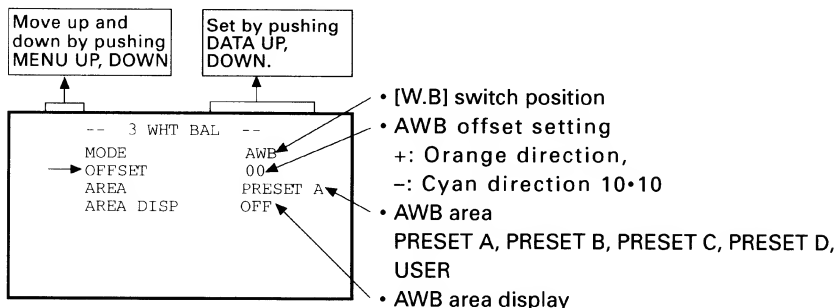 Move up and
down by pushing
MENU UP, DOWN
Set by pushing
DATA UP,
DOWN.
-- 3 WHT BAL --
MODE AWB
OFFSET 00
AREA PRESET A
AREA DISP OFF
• [W.B] switch position
• AWB offset setting
+: Orange direction,
–: Cyan direction 10•10
• AWB area
PRESET A, PRESET B, PRESET C, PRESET D,
USER
• AWB area display